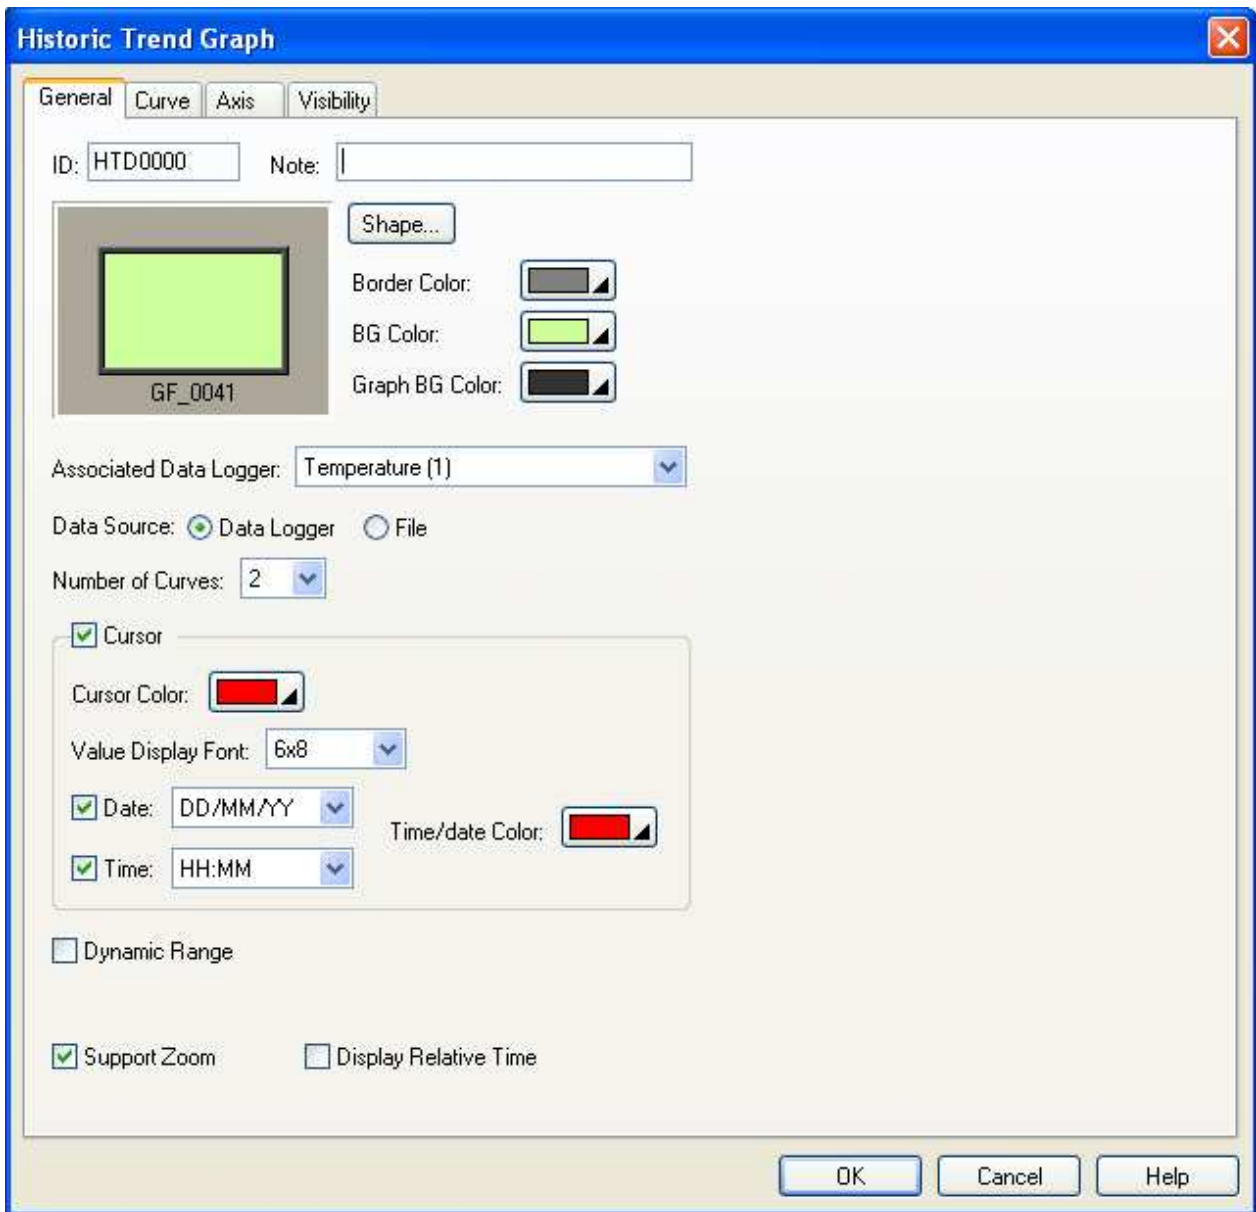 Historic Trend Graph
General Curve Axis Visibility
ID: HTD0000 Note:
Shape...
Border Color:
BG Color:
Graph BG Color:
GF_0041
Associated Data Logger: Temperature (1)
Data Source: Data Logger File
Number of Curves: 2
Cursor
Cursor Color:
Value Display Font: 6x8
Date: DD/MM/YY
Time/date Color:
Time: HH:MM
Dynamic Range
Support Zoom Display Relative Time
OK Cancel Help